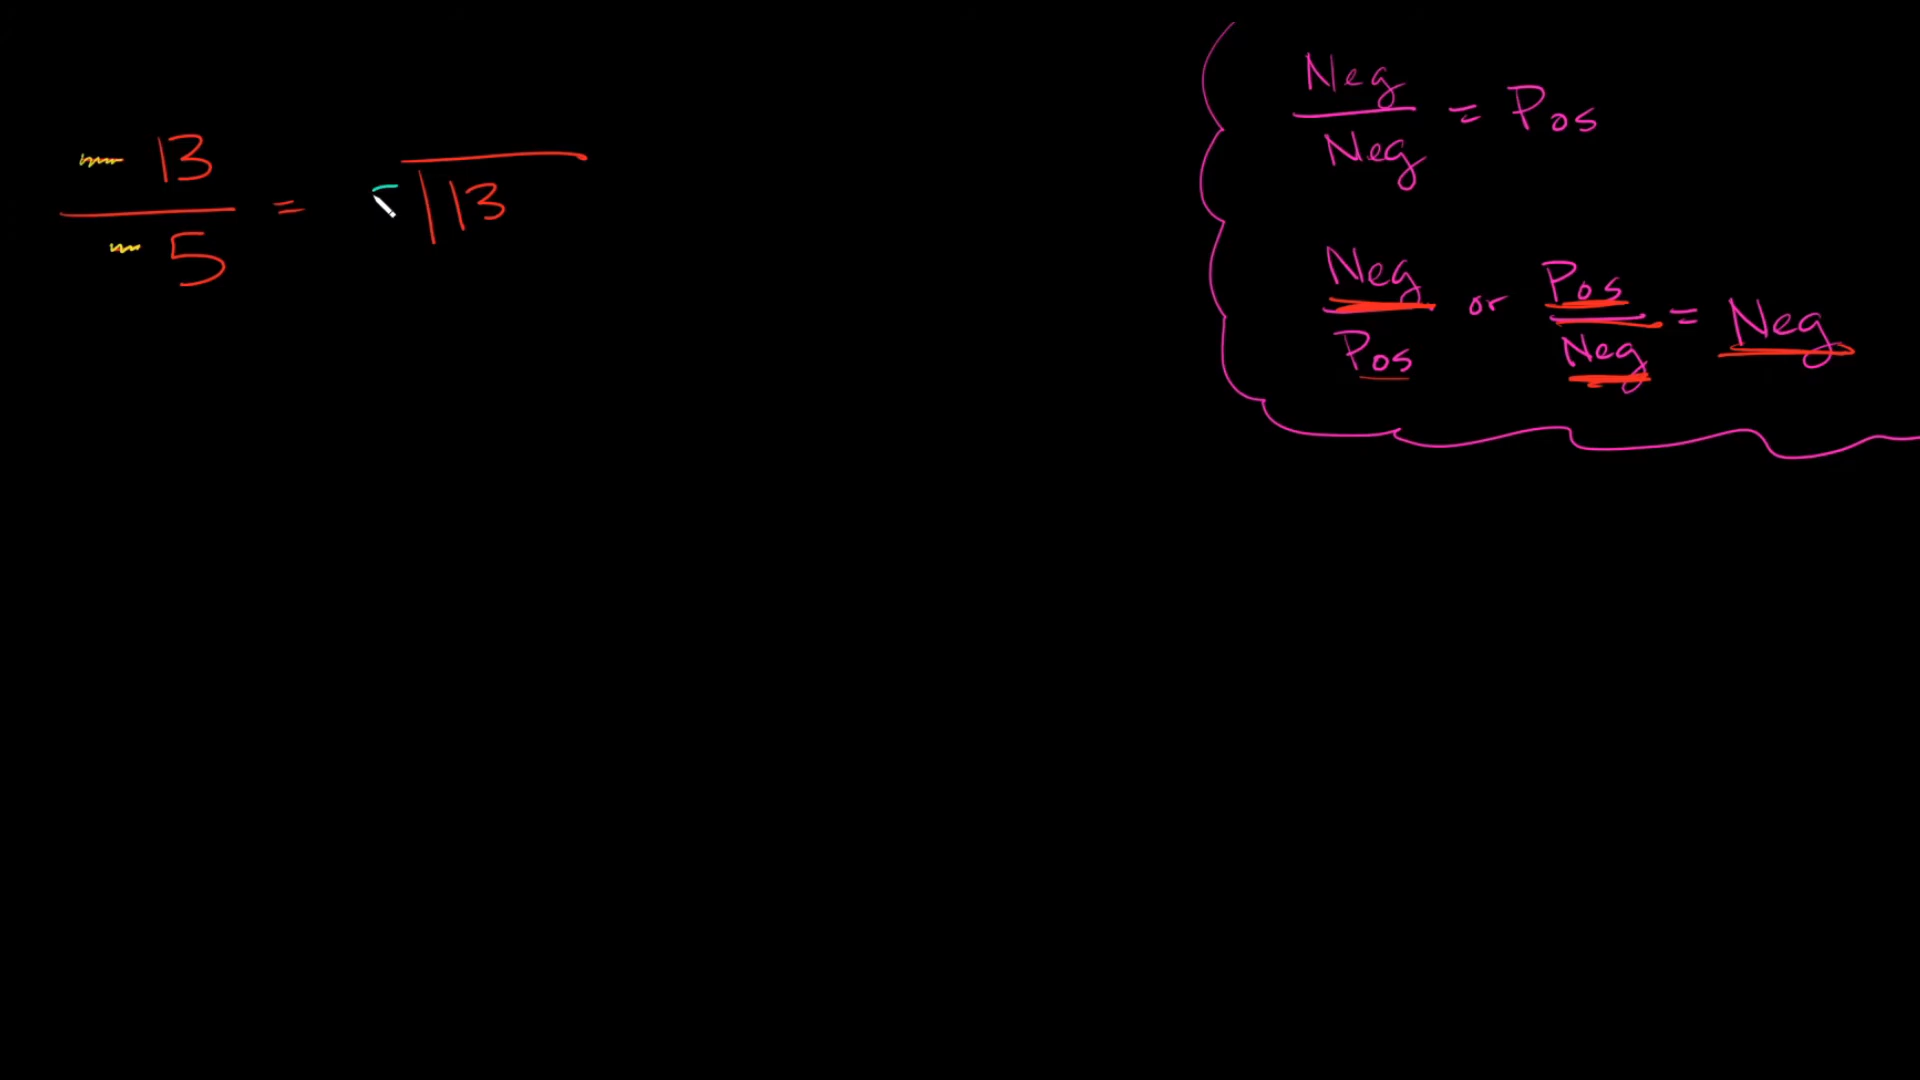 - 13
- 5
=
13
Neg
Neg
= Pos
Neg
Pos
or
Pos
Neg
= Neg